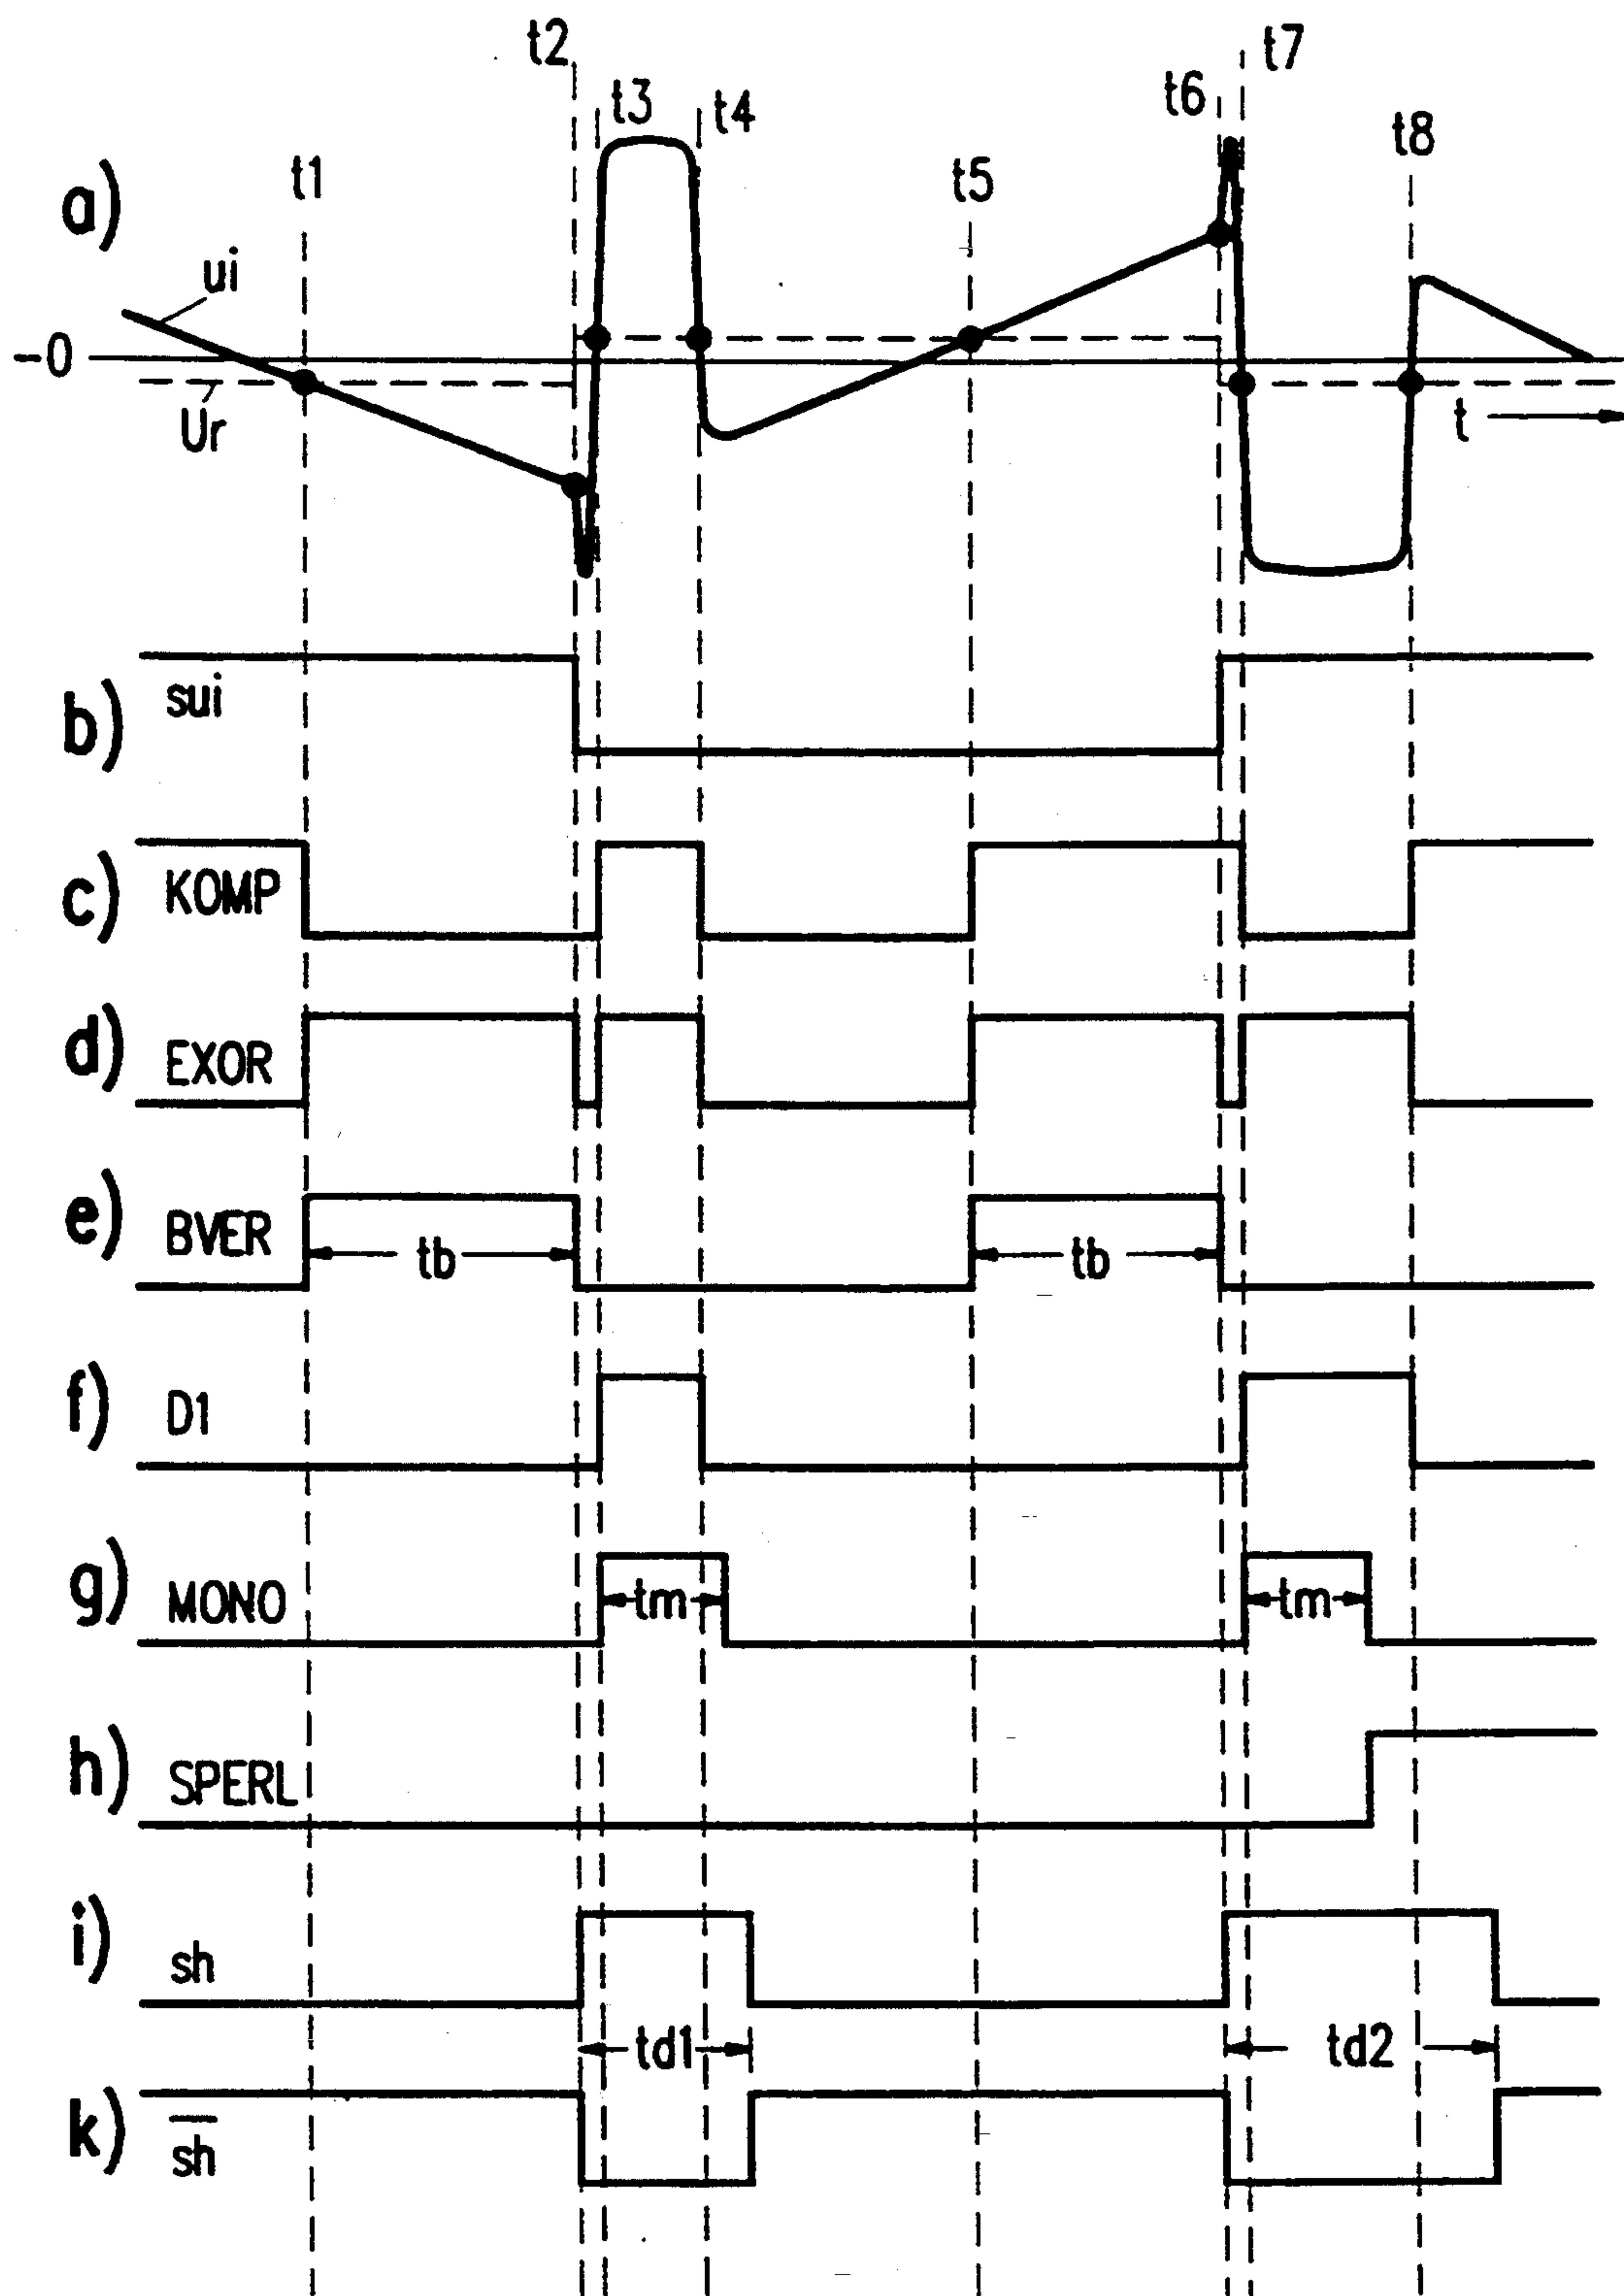 t2
t7
t3
t4
t6
t8
t1
t5
a)
ui
-0
Ur
t
b)
sui
c)
KOMP
d)
EXOR
e)
BVER
tb
tb
f)
D1
g)
MONO
tm
tm
h)
SPERL
i)
sh
td1
td2
k)
s̅h̅